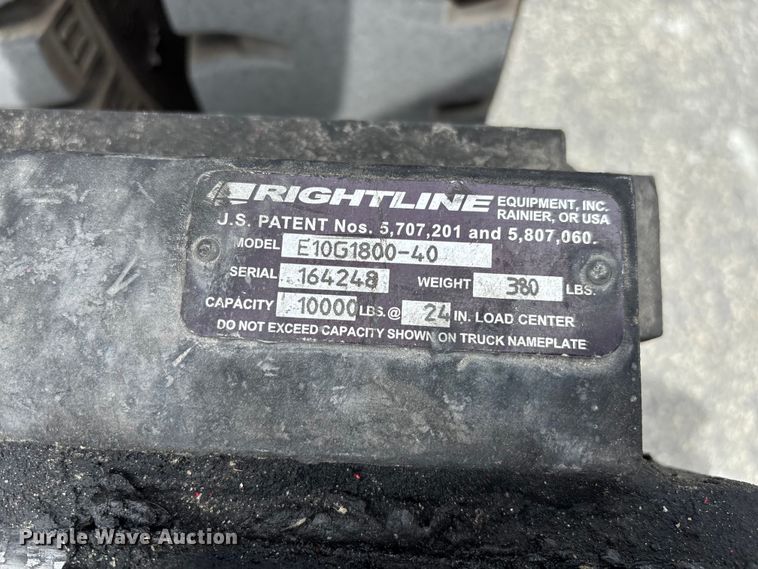 RIGHTLINE EQUIPMENT, INC.
RAINIER, OR USA
U.S. PATENT Nos. 5,707,201 and 5,807,060.
MODEL E10G1800-40
SERIAL 164248 WEIGHT 380 LBS.
CAPACITY 10000 LBS.@ 24 IN. LOAD CENTER
DO NOT EXCEED CAPACITY SHOWN ON TRUCK NAMEPLATE
Purple Wave Auction